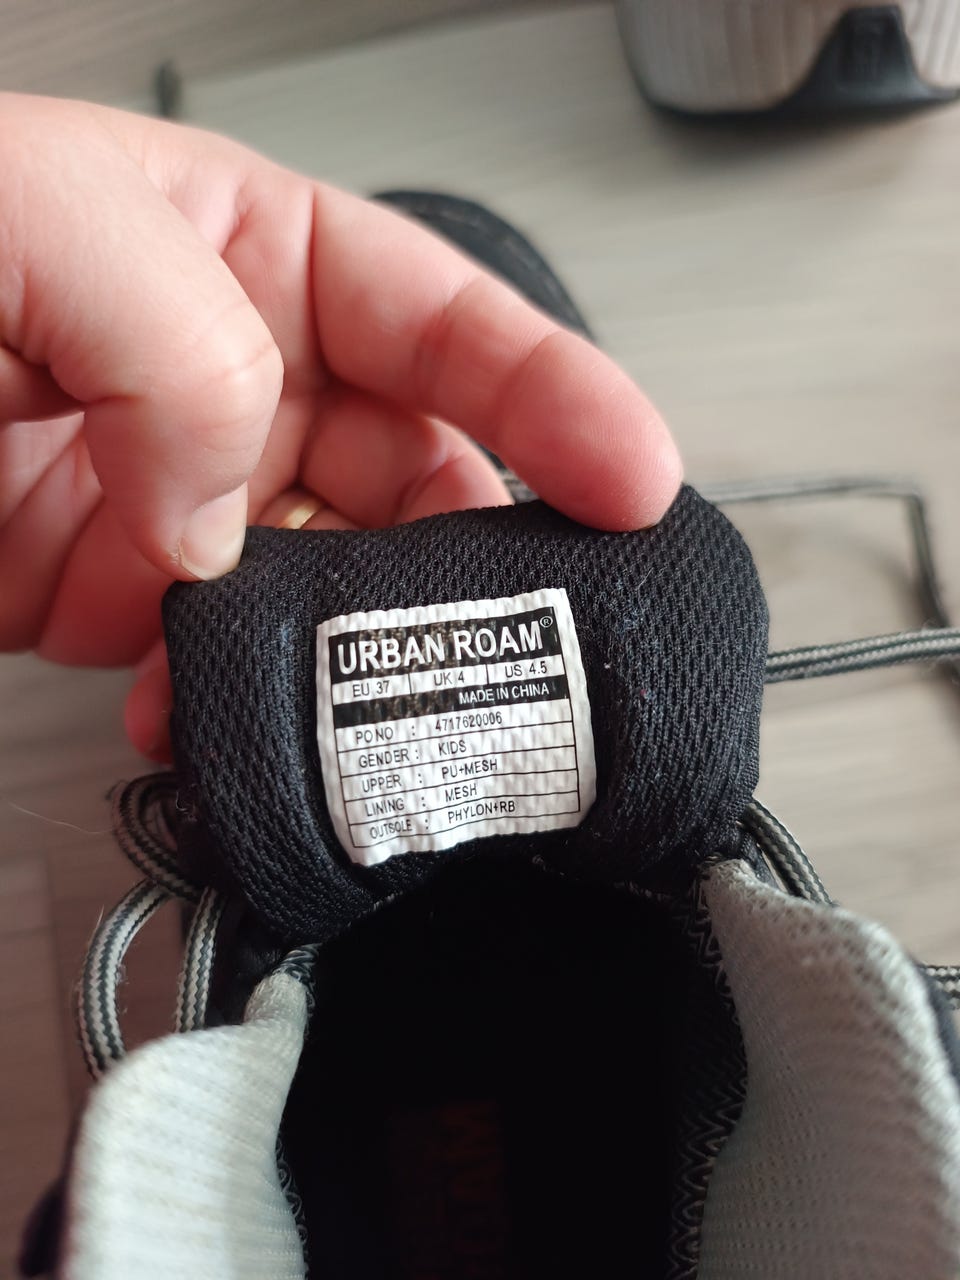 URBAN ROAM®
EU 37 UK 4 US 4.5
MADE IN CHINA
PO NO : 4717620006
GENDER : KIDS
UPPER : PU+MESH
LINING : MESH
OUTSOLE : PHYLON+RB